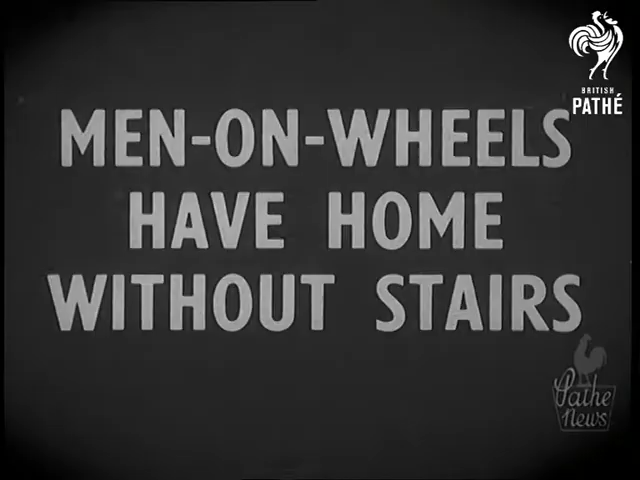 BRITISH
PATHÉ
MEN-ON-WHEELS
HAVE HOME
WITHOUT STAIRS
Pathe
News